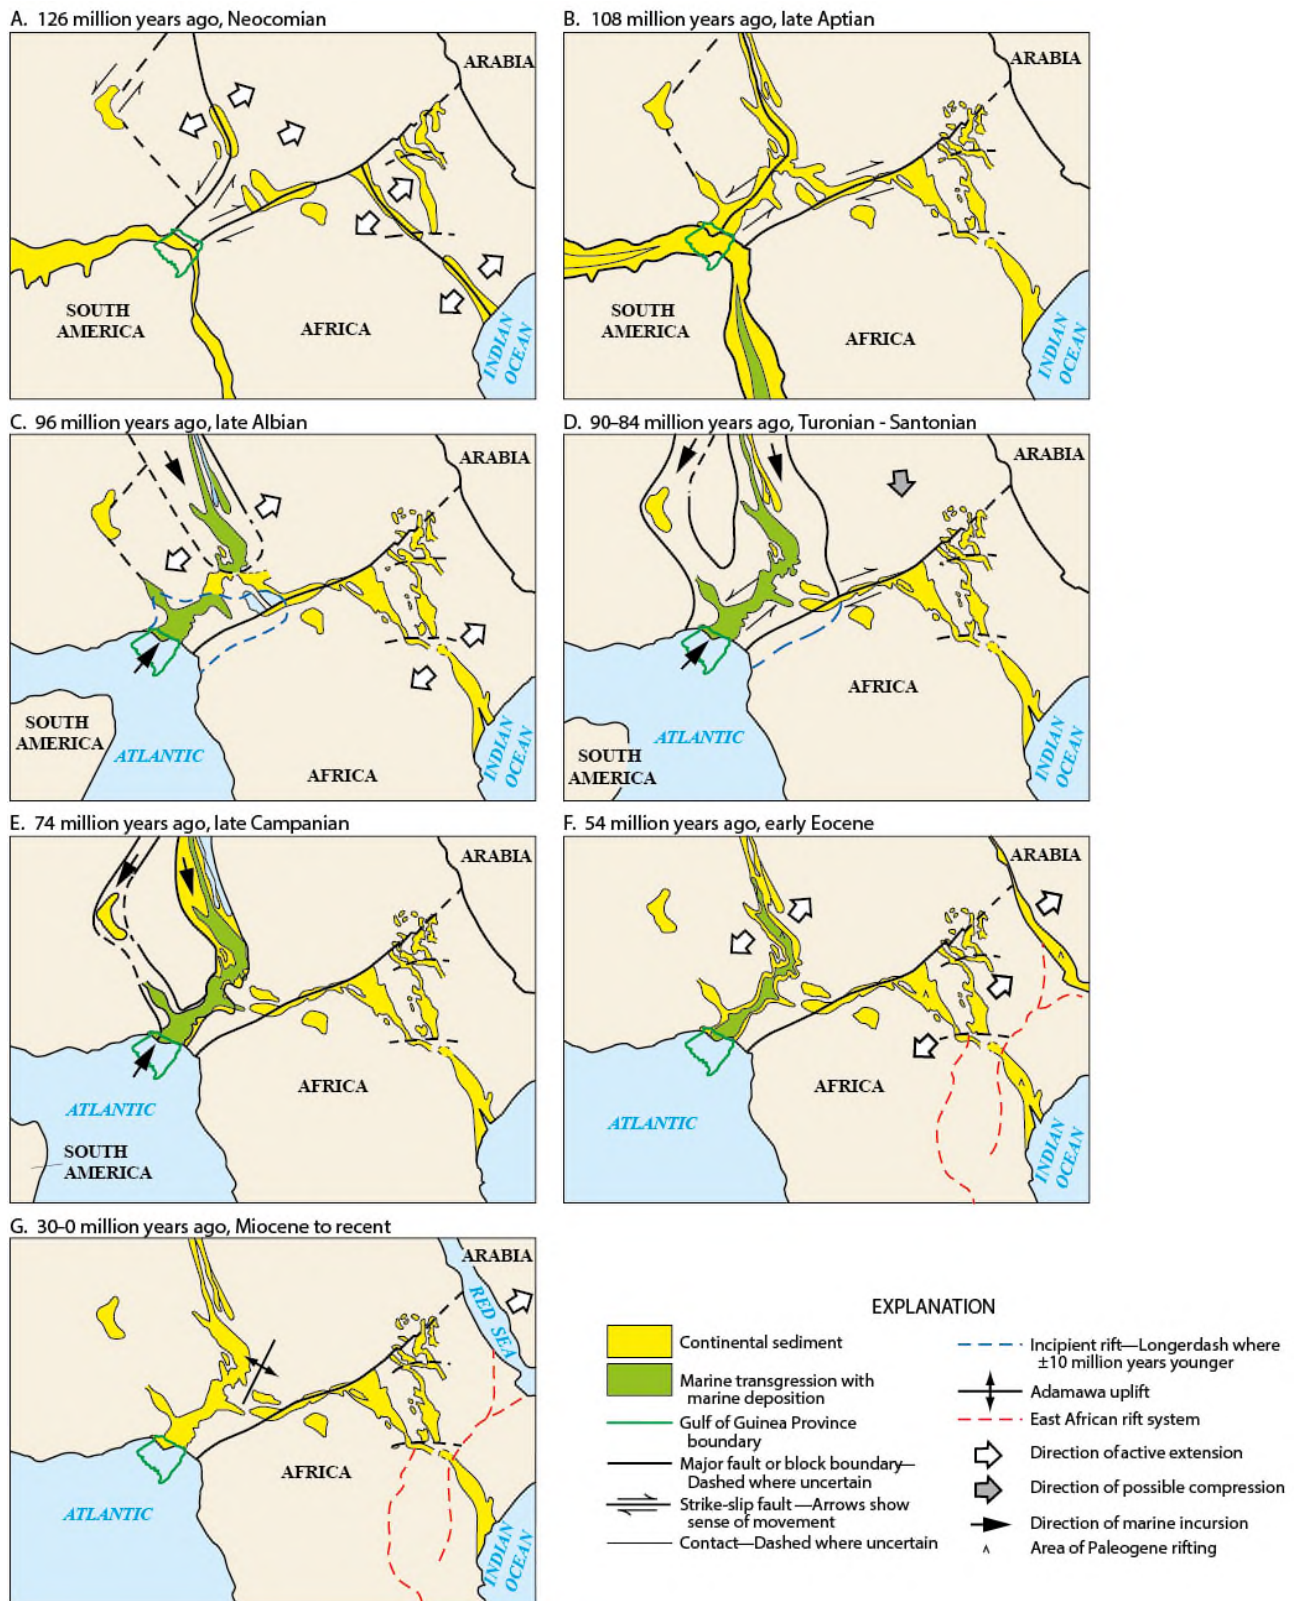 A. 126 million years ago, Neocomian
ARABIA
SOUTH
AMERICA
AFRICA
INDIAN
OCEAN
B. 108 million years ago, late Aptian
ARABIA
SOUTH
AMERICA
AFRICA
INDIAN
OCEAN
C. 96 million years ago, late Albian
ARABIA
SOUTH
AMERICA
ATLANTIC
AFRICA
INDIAN
OCEAN
D. 90–84 million years ago, Turonian - Santonian
ARABIA
AFRICA
SOUTH
AMERICA
ATLANTIC
INDIAN
OCEAN
E. 74 million years ago, late Campanian
ARABIA
AFRICA
ATLANTIC
SOUTH
AMERICA
F. 54 million years ago, early Eocene
ARABIA
AFRICA
ATLANTIC
INDIAN
OCEAN
G. 30–0 million years ago, Miocene to recent
ARABIA
RED SEA
AFRICA
ATLANTIC
INDIAN
OCEAN
EXPLANATION
Continental sediment
Marine transgression with
marine deposition
Gulf of Guinea Province
boundary
Major fault or block boundary—
Dashed where uncertain
Strike-slip fault—Arrows show
sense of movement
Contact—Dashed where uncertain
Incipient rift—Longerdash where
±10 million years younger
Adamawa uplift
East African rift system
Direction of active extension
Direction of possible compression
Direction of marine incursion
Area of Paleogene rifting